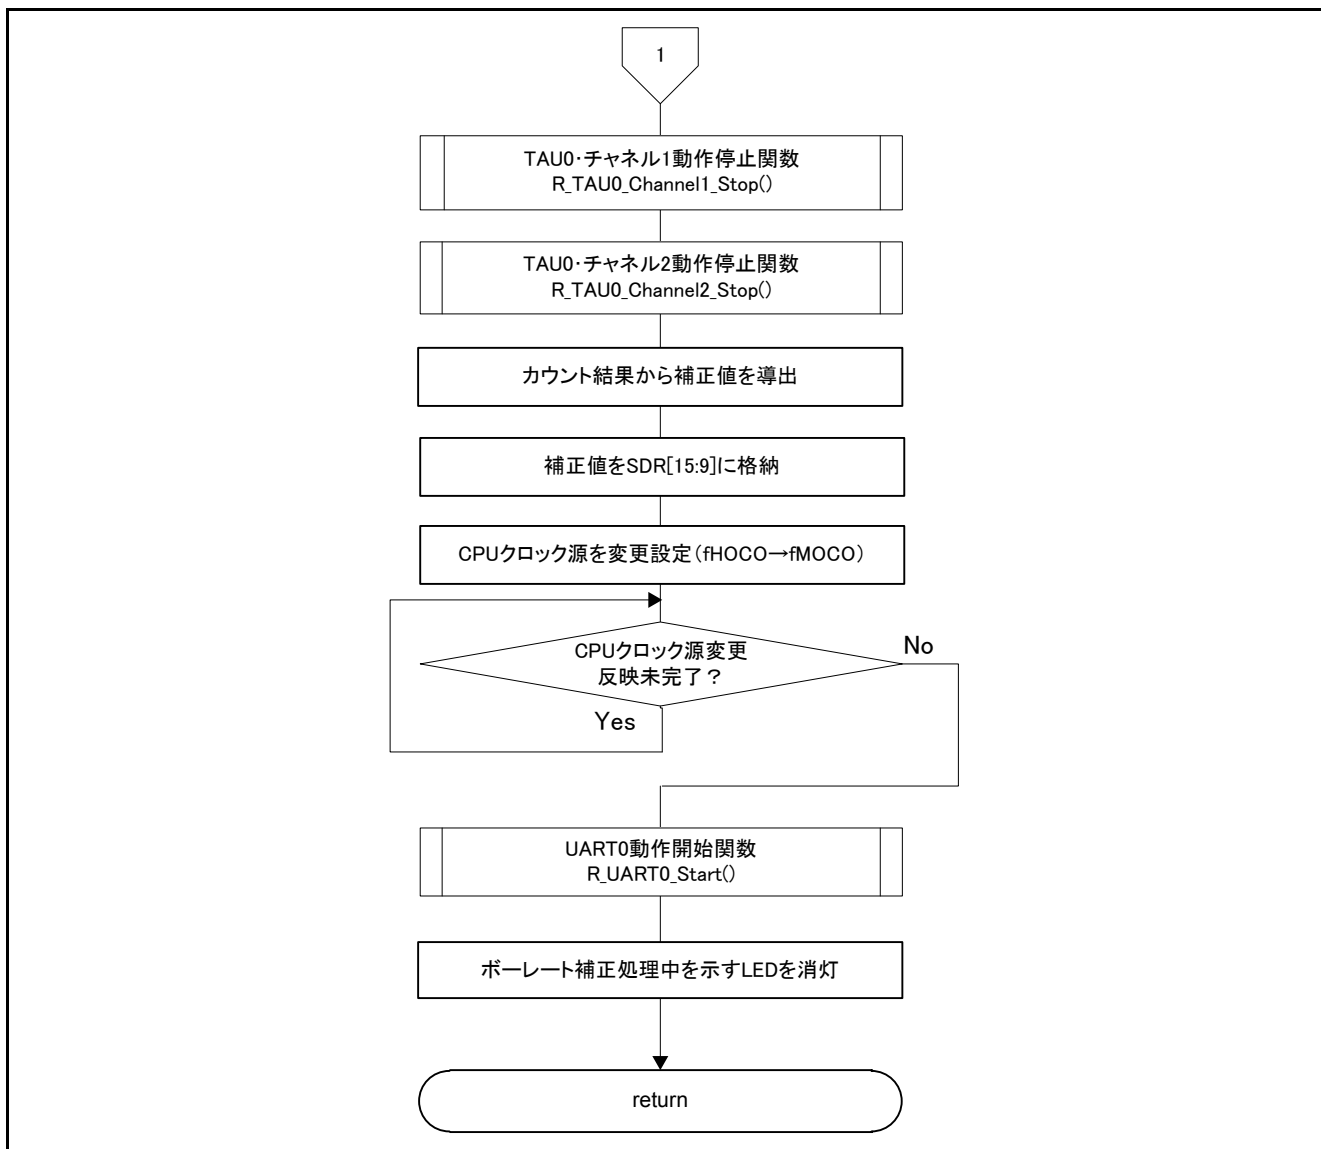 1
TAU0・チャネル1動作停止関数
R_TAU0_Channel1_Stop()
TAU0・チャネル2動作停止関数
R_TAU0_Channel2_Stop()
カウント結果から補正値を導出
補正値をSDR[15:9]に格納
CPUクロック源を変更設定(fHOCO→fMOCO)
CPUクロック源変更
反映未完了？
No
Yes
UART0動作開始関数
R_UART0_Start()
ボーレート補正処理中を示すLEDを消灯
return